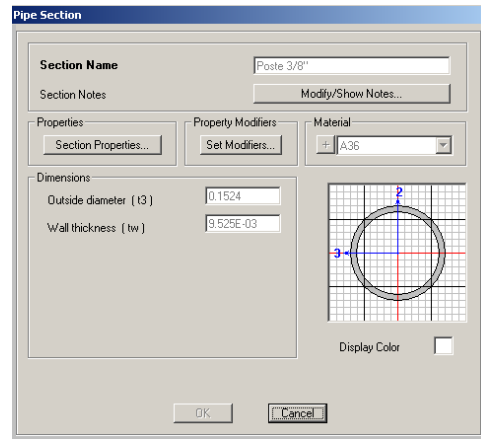 Pipe Section
Section Name Poste 3/8"
Section Notes Modify/Show Notes...
Properties Property Modifiers Material
Section Properties... Set Modifiers... + A36
Dimensions
Outside diameter ( t3 ) 0.1524
Wall thickness ( tw ) 9.525E-03
2
3
Display Color
OK Cancel